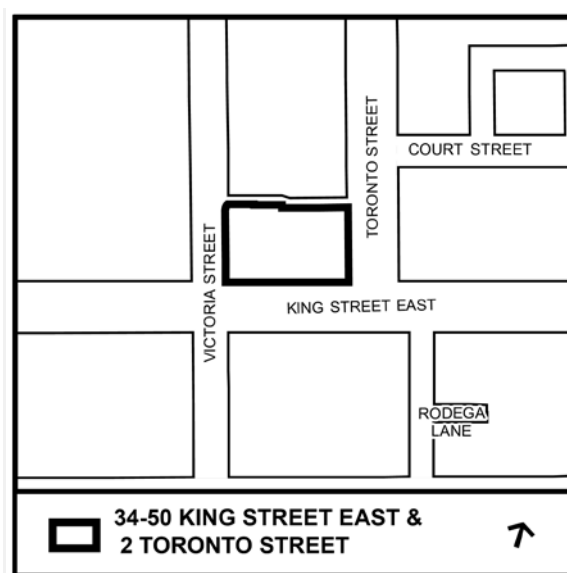 TORONTO STREET
COURT STREET
VICTORIA STREET
KING STREET EAST
RODEGA
LANE
34-50 KING STREET EAST &
2 TORONTO STREET